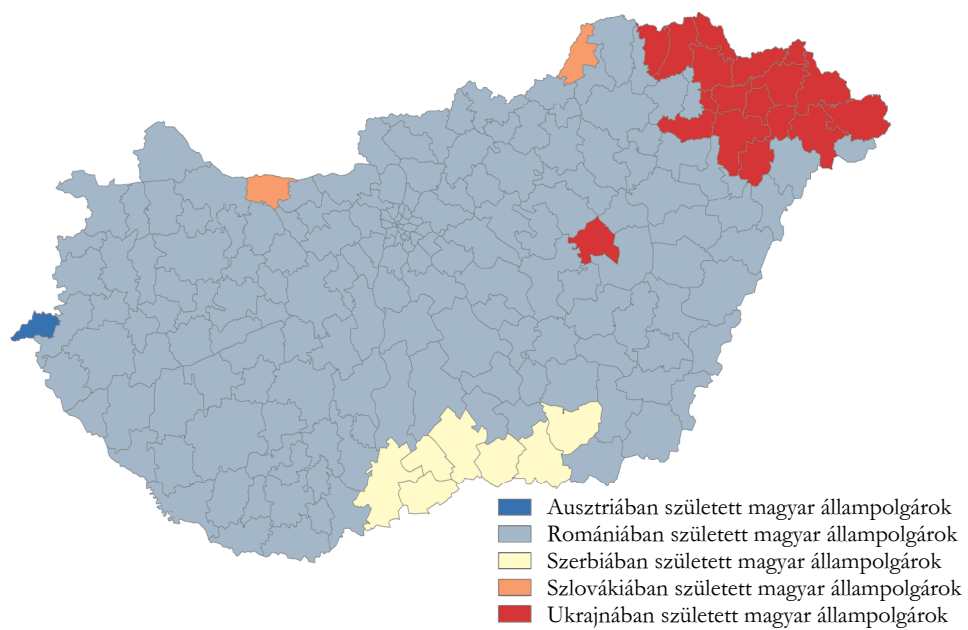 Ausztriában született magyar állampolgárok
Romániában született magyar állampolgárok
Szerbiában született magyar állampolgárok
Szlovákiában született magyar állampolgárok
Ukrajnában született magyar állampolgárok